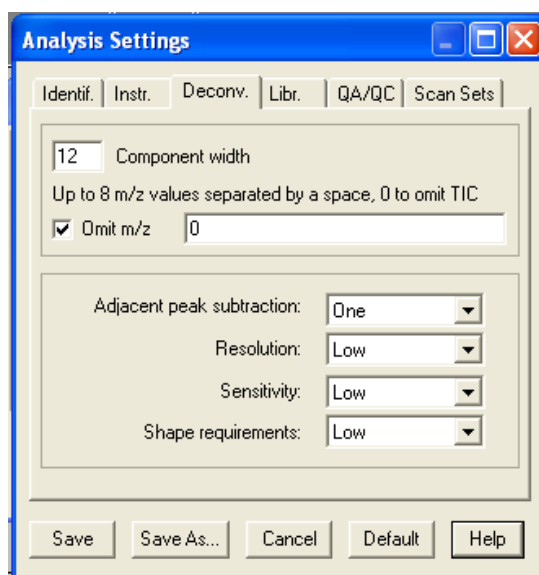 Analysis Settings
Identif. Instr. Deconv. Libr. QA/QC Scan Sets
12 Component width
Up to 8 m/z values separated by a space, 0 to omit TIC
Omit m/z 0
Adjacent peak subtraction: One
Resolution: Low
Sensitivity: Low
Shape requirements: Low
Save Save As... Cancel Default Help